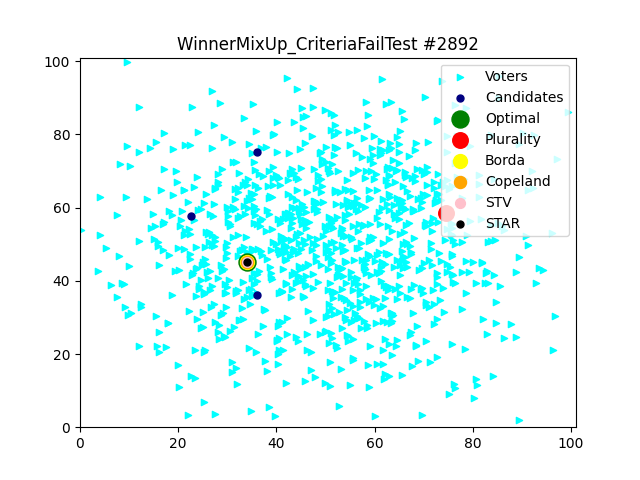 WinnerMixUp_CriteriaFailTest #2892
100
80
60
40
20
0
0 20 40 60 80 100
Voters
Candidates
Optimal
Plurality
Borda
Copeland
STV
STAR